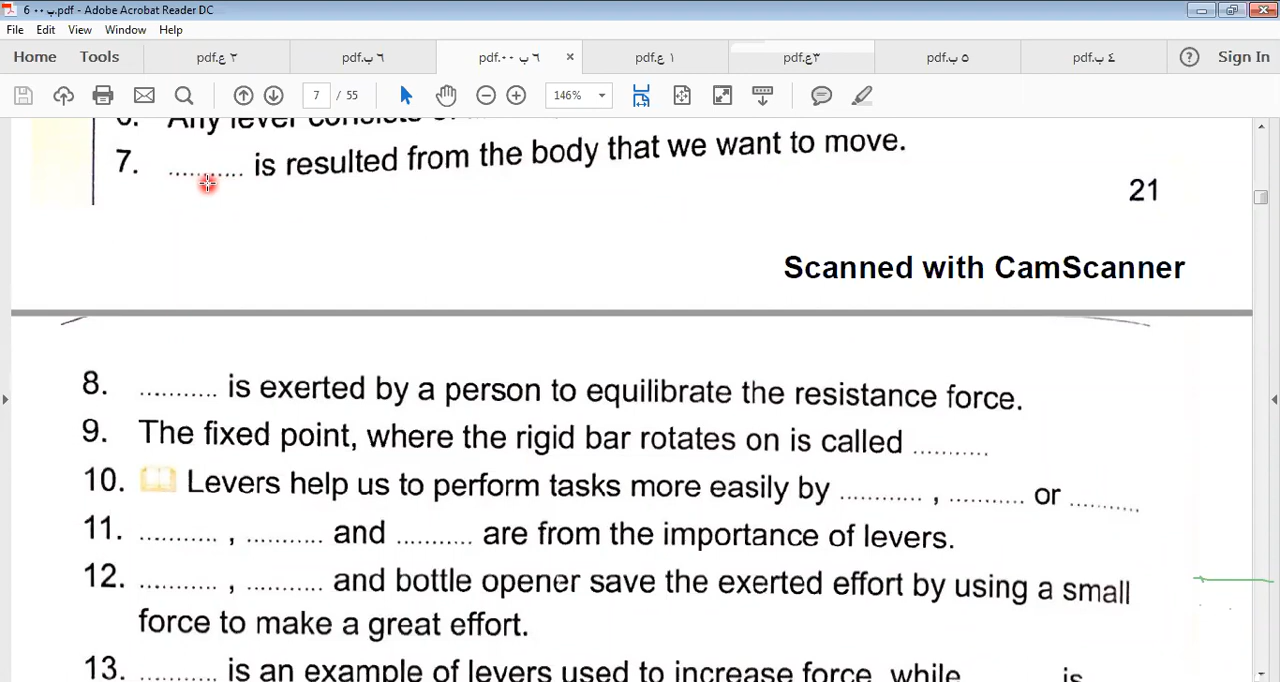 6 ب٠٠.pdf - Adobe Acrobat Reader DC
File Edit View Window Help
Home Tools ٢ ع.pdf ٦ ب.pdf ٦ ب ٠٠.pdf ١ ع.pdf ٣ع.pdf ٥ ب.pdf ٤ ب.pdf Sign In
7 / 55 146%
6. Any lever consists of
7. ........... is resulted from the body that we want to move.
21
Scanned with CamScanner
8. ........... is exerted by a person to equilibrate the resistance force.
9. The fixed point, where the rigid bar rotates on is called ...........
10. Levers help us to perform tasks more easily by ............ , ........... or ...........
11. ........... , ........... and ........... are from the importance of levers.
12. ........... , ........... and bottle opener save the exerted effort by using a small
force to make a great effort.
13. ........... is an example of levers used to increase force, while is